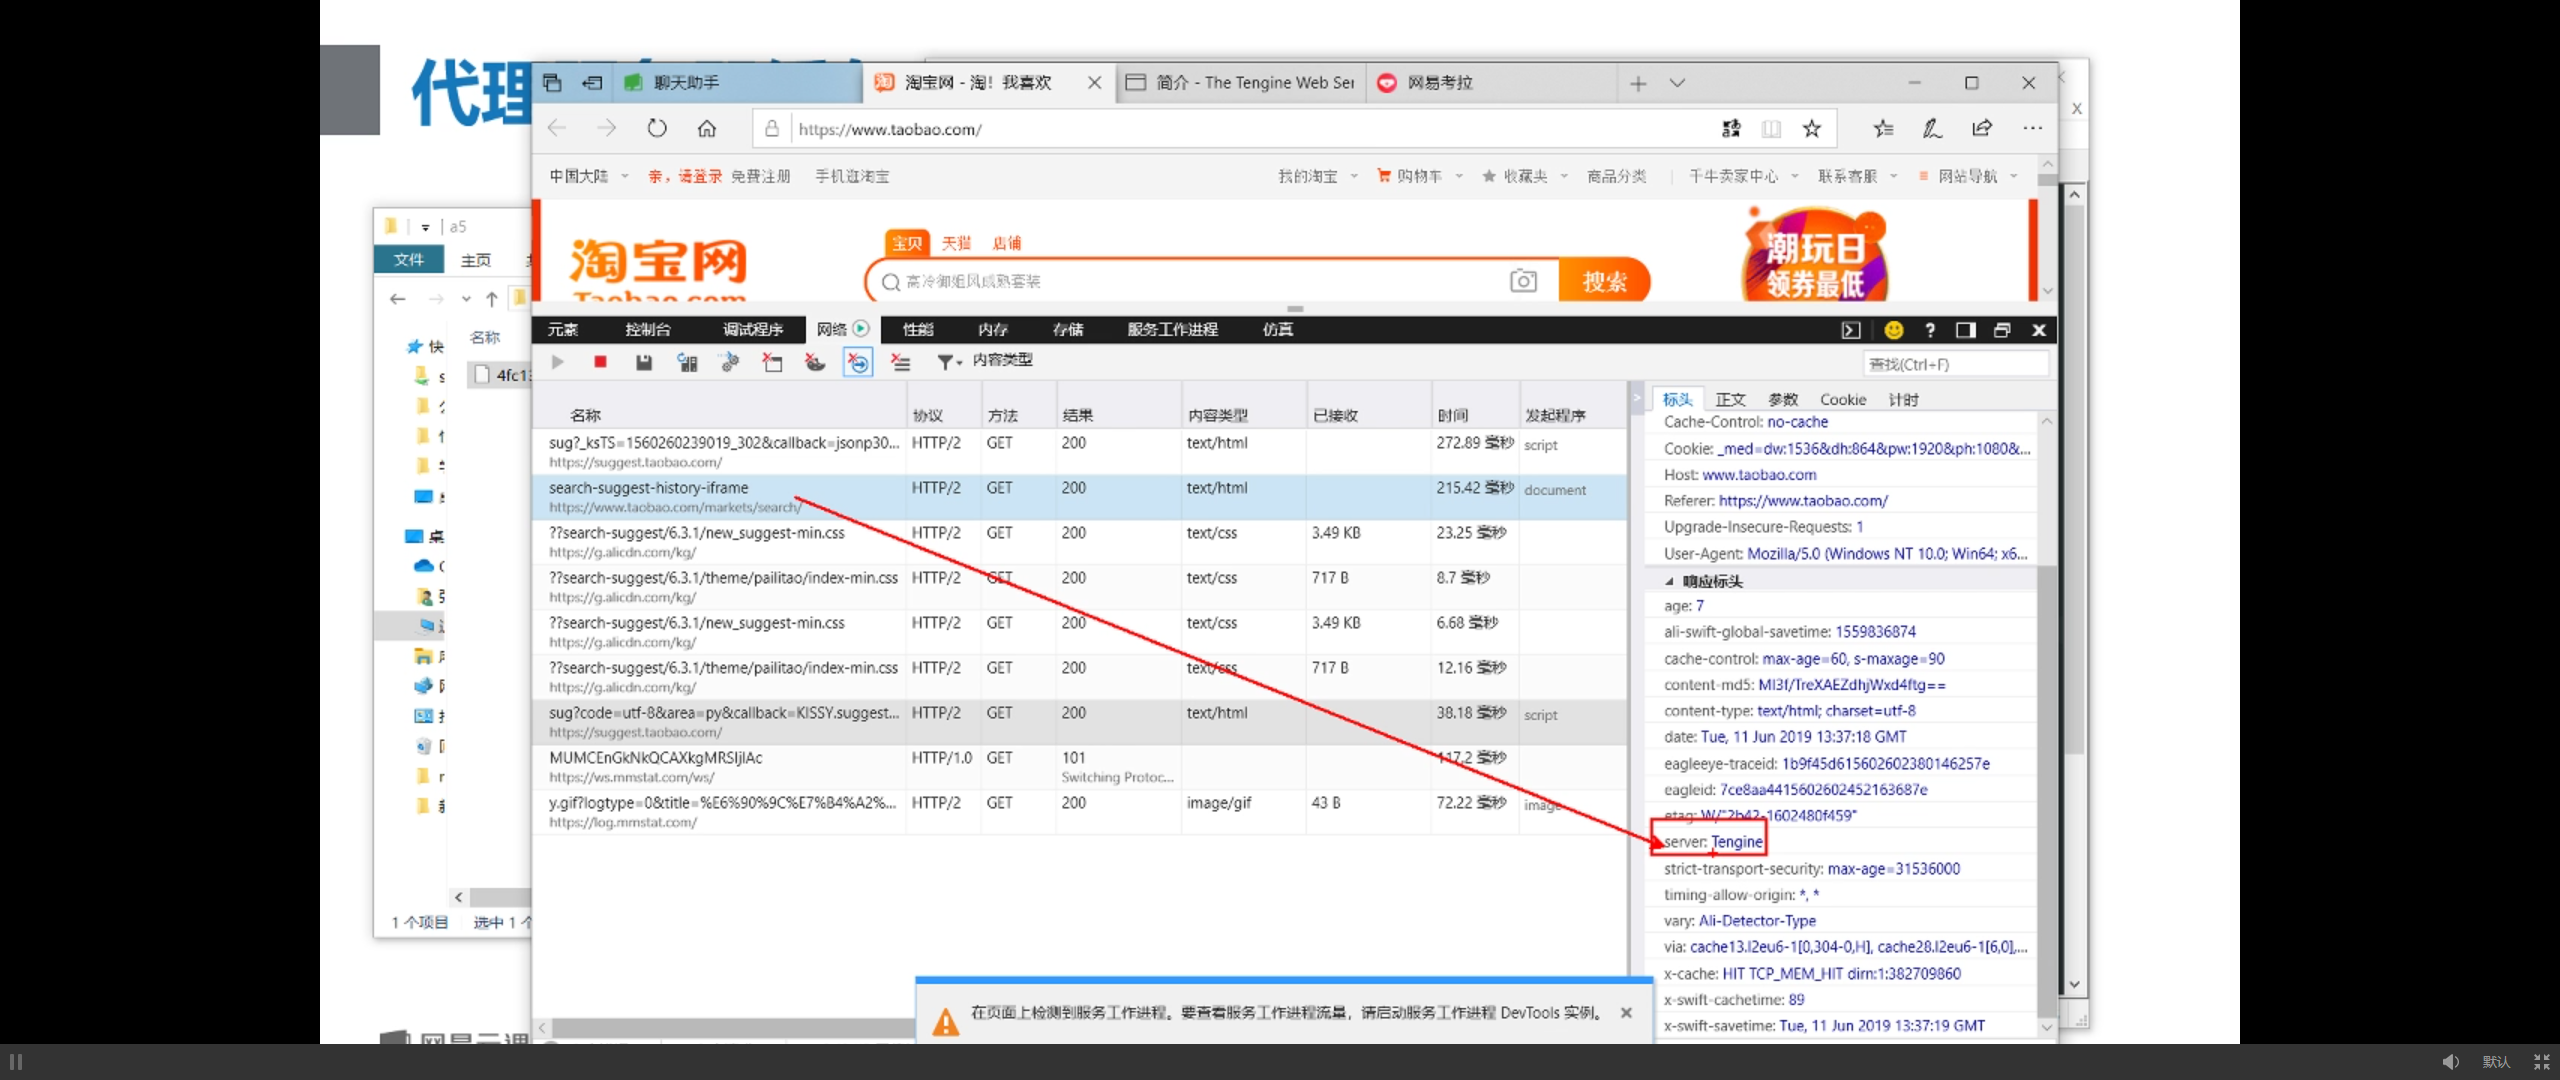 代理
聊天助手
淘宝网 - 淘！我喜欢
简介 - The Tengine Web Ser
网易考拉
https://www.taobao.com/
中国大陆
亲，请登录
免费注册
手机逛淘宝
我的淘宝
购物车
收藏夹
商品分类
千牛卖家中心
联系客服
网站导航
a5
文件
主页
淘宝网
Taobao.com
宝贝
天猫
店铺
高冷御姐风成熟套装
搜索
潮玩日
领券最低
名称
4fc13
元素
控制台
调试程序
网络
性能
内存
存储
服务工作进程
仿真
内容类型
查找(Ctrl+F)
名称 协议 方法 结果 内容类型 已接收 时间 发起程序
sug?_ksTS=1560260239019_302&callback=jsonp30... HTTP/2 GET 200 text/html 272.89 毫秒 script
https://suggest.taobao.com/
search-suggest-history-iframe HTTP/2 GET 200 text/html 215.42 毫秒 document
https://www.taobao.com/markets/search/
??search-suggest/6.3.1/new_suggest-min.css HTTP/2 GET 200 text/css 3.49 KB 23.25 毫秒
https://g.alicdn.com/kg/
??search-suggest/6.3.1/theme/pailitao/index-min.css HTTP/2 GET 200 text/css 717 B 8.7 毫秒
https://g.alicdn.com/kg/
??search-suggest/6.3.1/new_suggest-min.css HTTP/2 GET 200 text/css 3.49 KB 6.68 毫秒
https://g.alicdn.com/kg/
??search-suggest/6.3.1/theme/pailitao/index-min.css HTTP/2 GET 200 text/css 717 B 12.16 毫秒
https://g.alicdn.com/kg/
sug?code=utf-8&area=py&callback=KISSY.suggest... HTTP/2 GET 200 text/html 38.18 毫秒 script
https://suggest.taobao.com/
MUMCEnGkNkQCAXkgMRSIjlAc HTTP/1.0 GET 101 117.2 毫秒
https://ws.mmstat.com/ws/ Switching Protoc...
y.gif?logtype=0&title=%E6%90%9C%E7%B4%A2%... HTTP/2 GET 200 image/gif 43 B 72.22 毫秒 image
https://log.mmstat.com/
标头 正文 参数 Cookie 计时
Cache-Control: no-cache
Cookie: _med=dw:1536&dh:864&pw:1920&ph:1080&...
Host: www.taobao.com
Referer: https://www.taobao.com/
Upgrade-Insecure-Requests: 1
User-Agent: Mozilla/5.0 (Windows NT 10.0; Win64; x6...
响应标头
age: 7
ali-swift-global-savetime: 1559836874
cache-control: max-age=60, s-maxage=90
content-md5: MI3f/TreXAEZdhjWxd4ftg==
content-type: text/html; charset=utf-8
date: Tue, 11 Jun 2019 13:37:18 GMT
eagleeye-traceid: 1b9f45d615602602380146257e
eagleid: 7ce8aa4415602602452163687e
etag: W/"2b42-1602480f459"
server: Tengine
strict-transport-security: max-age=31536000
timing-allow-origin: *, *
vary: Ali-Detector-Type
via: cache13.l2eu6-1[0,304-0,H], cache28.l2eu6-1[6,0],...
x-cache: HIT TCP_MEM_HIT dirn:1:382709860
x-swift-cachetime: 89
x-swift-savetime: Tue, 11 Jun 2019 13:37:19 GMT
1 个项目 选中 1 个
在页面上检测到服务工作进程。要查看服务工作进程流量，请启动服务工作进程 DevTools 实例。
网易云课
默认